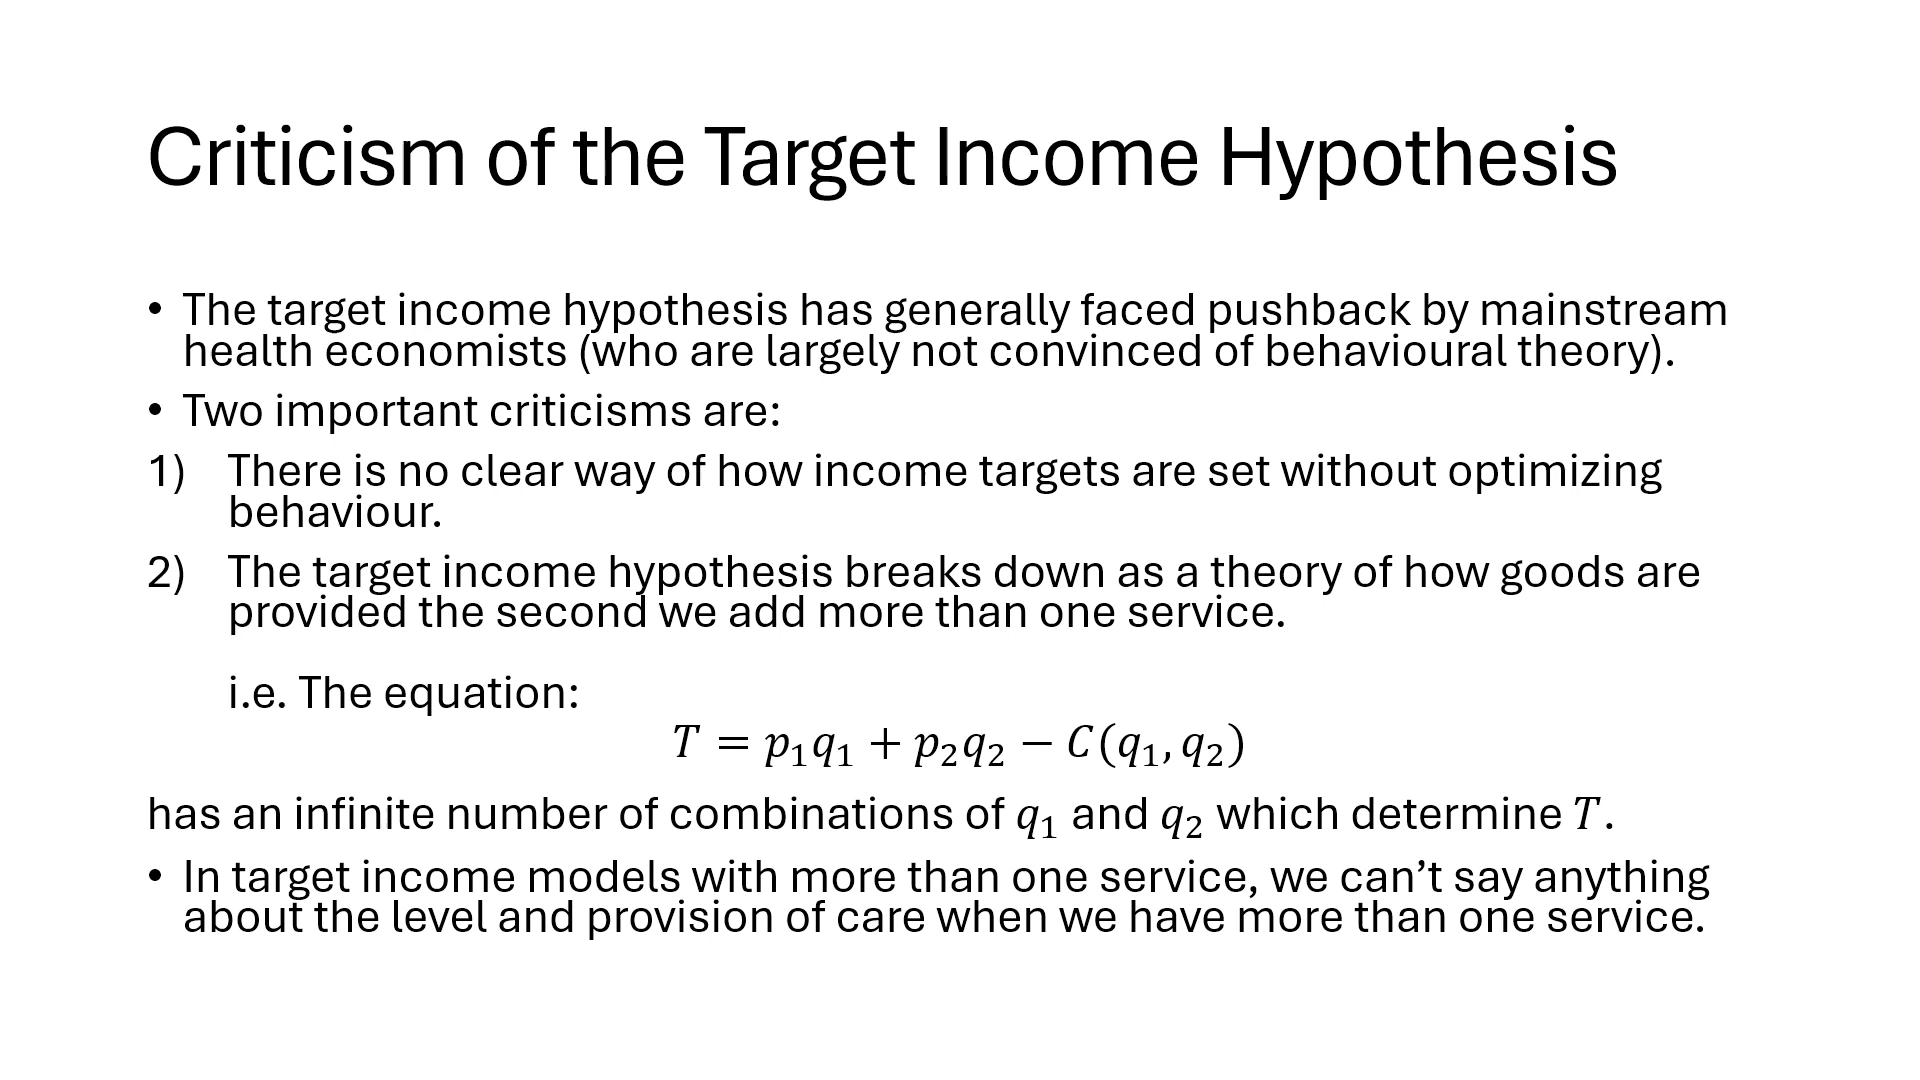 Criticism of the Target Income Hypothesis
• The target income hypothesis has generally faced pushback by mainstream
health economists (who are largely not convinced of behavioural theory).
• Two important criticisms are:
1) There is no clear way of how income targets are set without optimizing
behaviour.
2) The target income hypothesis breaks down as a theory of how goods are
provided the second we add more than one service.
i.e. The equation:
𝑇 = 𝑝₁𝑞₁ + 𝑝₂𝑞₂ − 𝐶(𝑞₁, 𝑞₂)
has an infinite number of combinations of 𝑞₁ and 𝑞₂ which determine 𝑇.
• In target income models with more than one service, we can’t say anything
about the level and provision of care when we have more than one service.